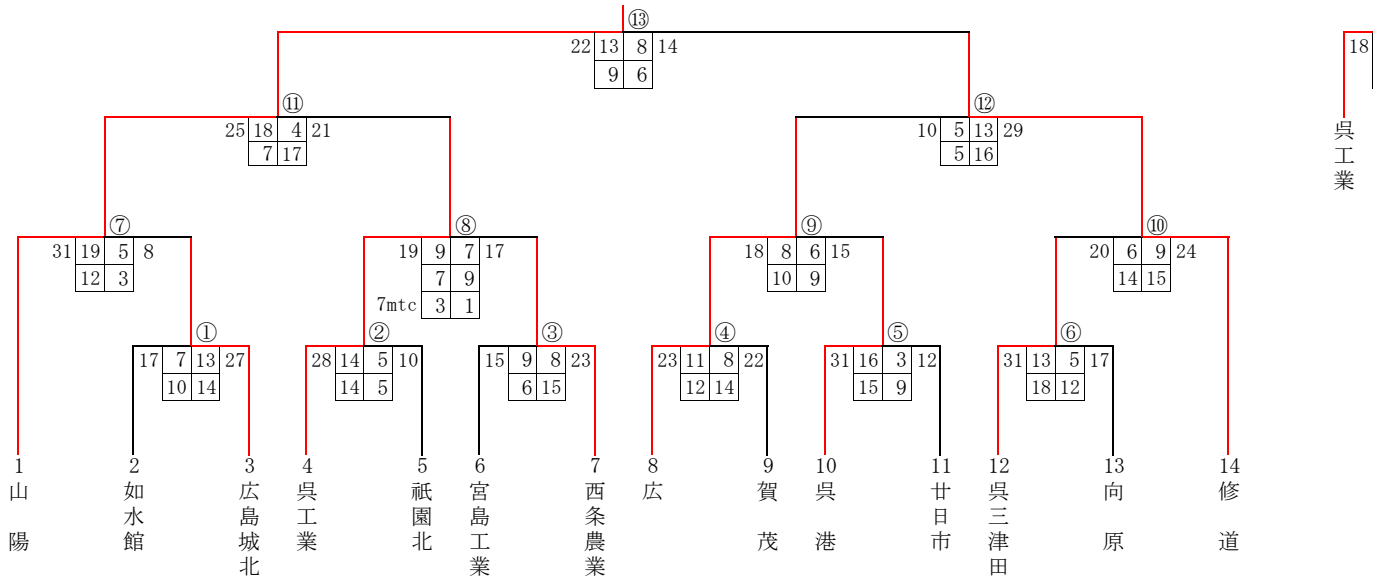 ⑬
22 13 8 14
9 6
18
⑪ ⑫
25 18 4 21
7 17
10 5 13 29
5 16
呉工業
⑦ ⑧ ⑨ ⑩
31 19 5 8
12 3
19 9 7 17
7 9
7mtc 3 1
18 8 6 15
10 9
20 6 9 24
14 15
① ② ③ ④ ⑤ ⑥
17 7 13 27
10 14
28 14 5 10
14 5
15 9 8 23
6 15
23 11 8 22
12 14
31 16 3 12
15 9
31 13 5 17
18 12
1 山陽
2 如水館
3 広島城北
4 呉工業
5 祇園北
6 宮島工業
7 西条農業
8 広
9 賀茂
10 呉港
11 廿日市
12 呉三津田
13 向原
14 修道